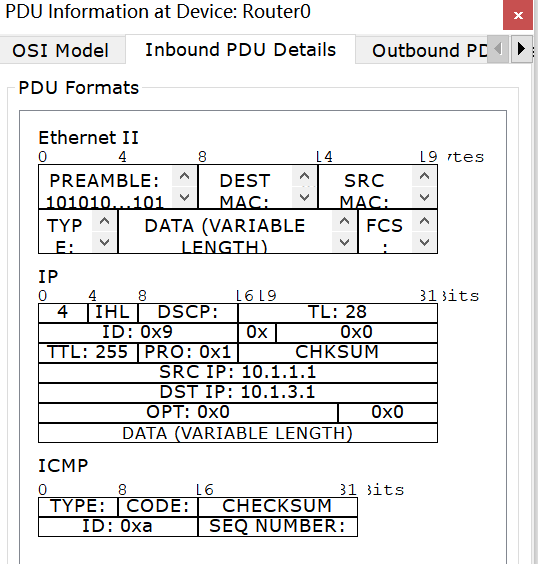 PDU Information at Device: Router0
x
OSI Model Inbound PDU Details Outbound PD
PDU Formats
Ethernet II
0 4 8 14 19 ytes
PREAMBLE: DEST SRC
101010...101 MAC: MAC:
TYP DATA (VARIABLE FCS
E: LENGTH) :
IP
0 4 8 16 19 31 Bits
4 IHL DSCP: TL: 28
ID: 0x9 0x 0x0
TTL: 255 PRO: 0x1 CHKSUM
SRC IP: 10.1.1.1
DST IP: 10.1.3.1
OPT: 0x0 0x0
DATA (VARIABLE LENGTH)
ICMP
0 8 16 31 Bits
TYPE: CODE: CHECKSUM
ID: 0xa SEQ NUMBER: